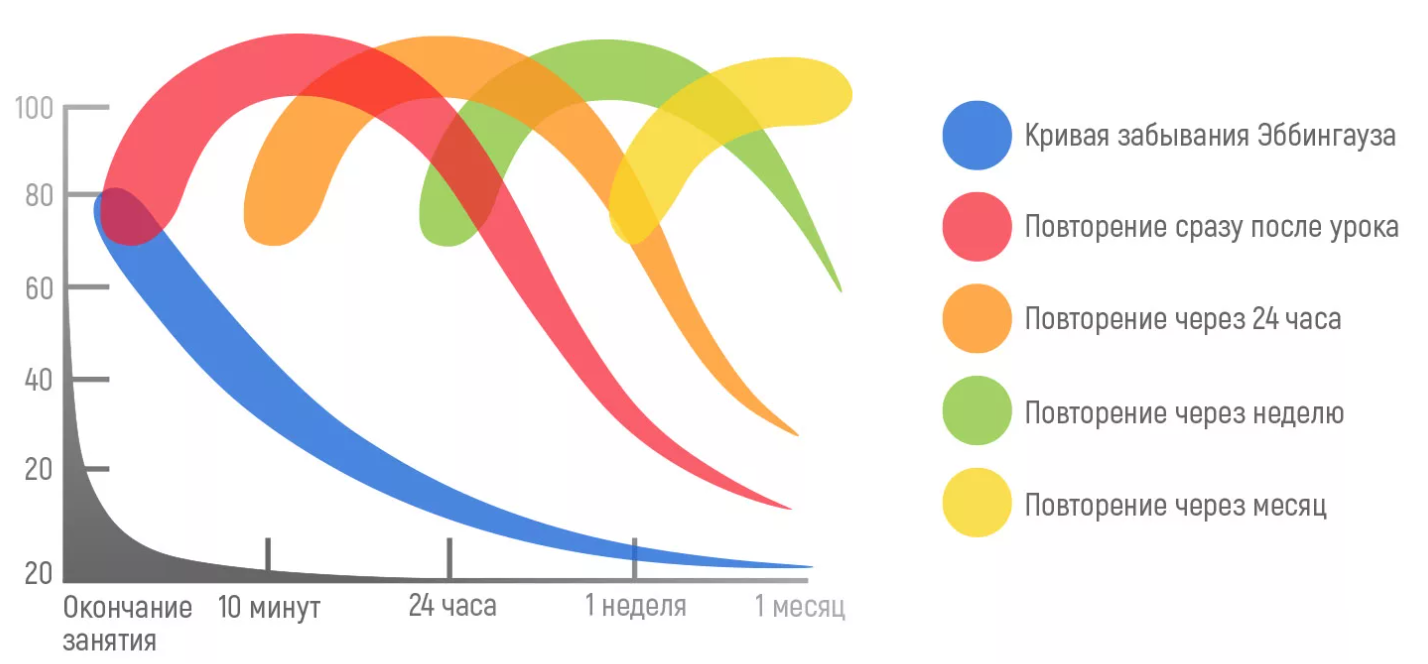 100
80
60
40
20
20
Окончание занятия
10 минут
24 часа
1 неделя
1 месяц
Кривая забывания Эббингауза
Повторение сразу после урока
Повторение через 24 часа
Повторение через неделю
Повторение через месяц